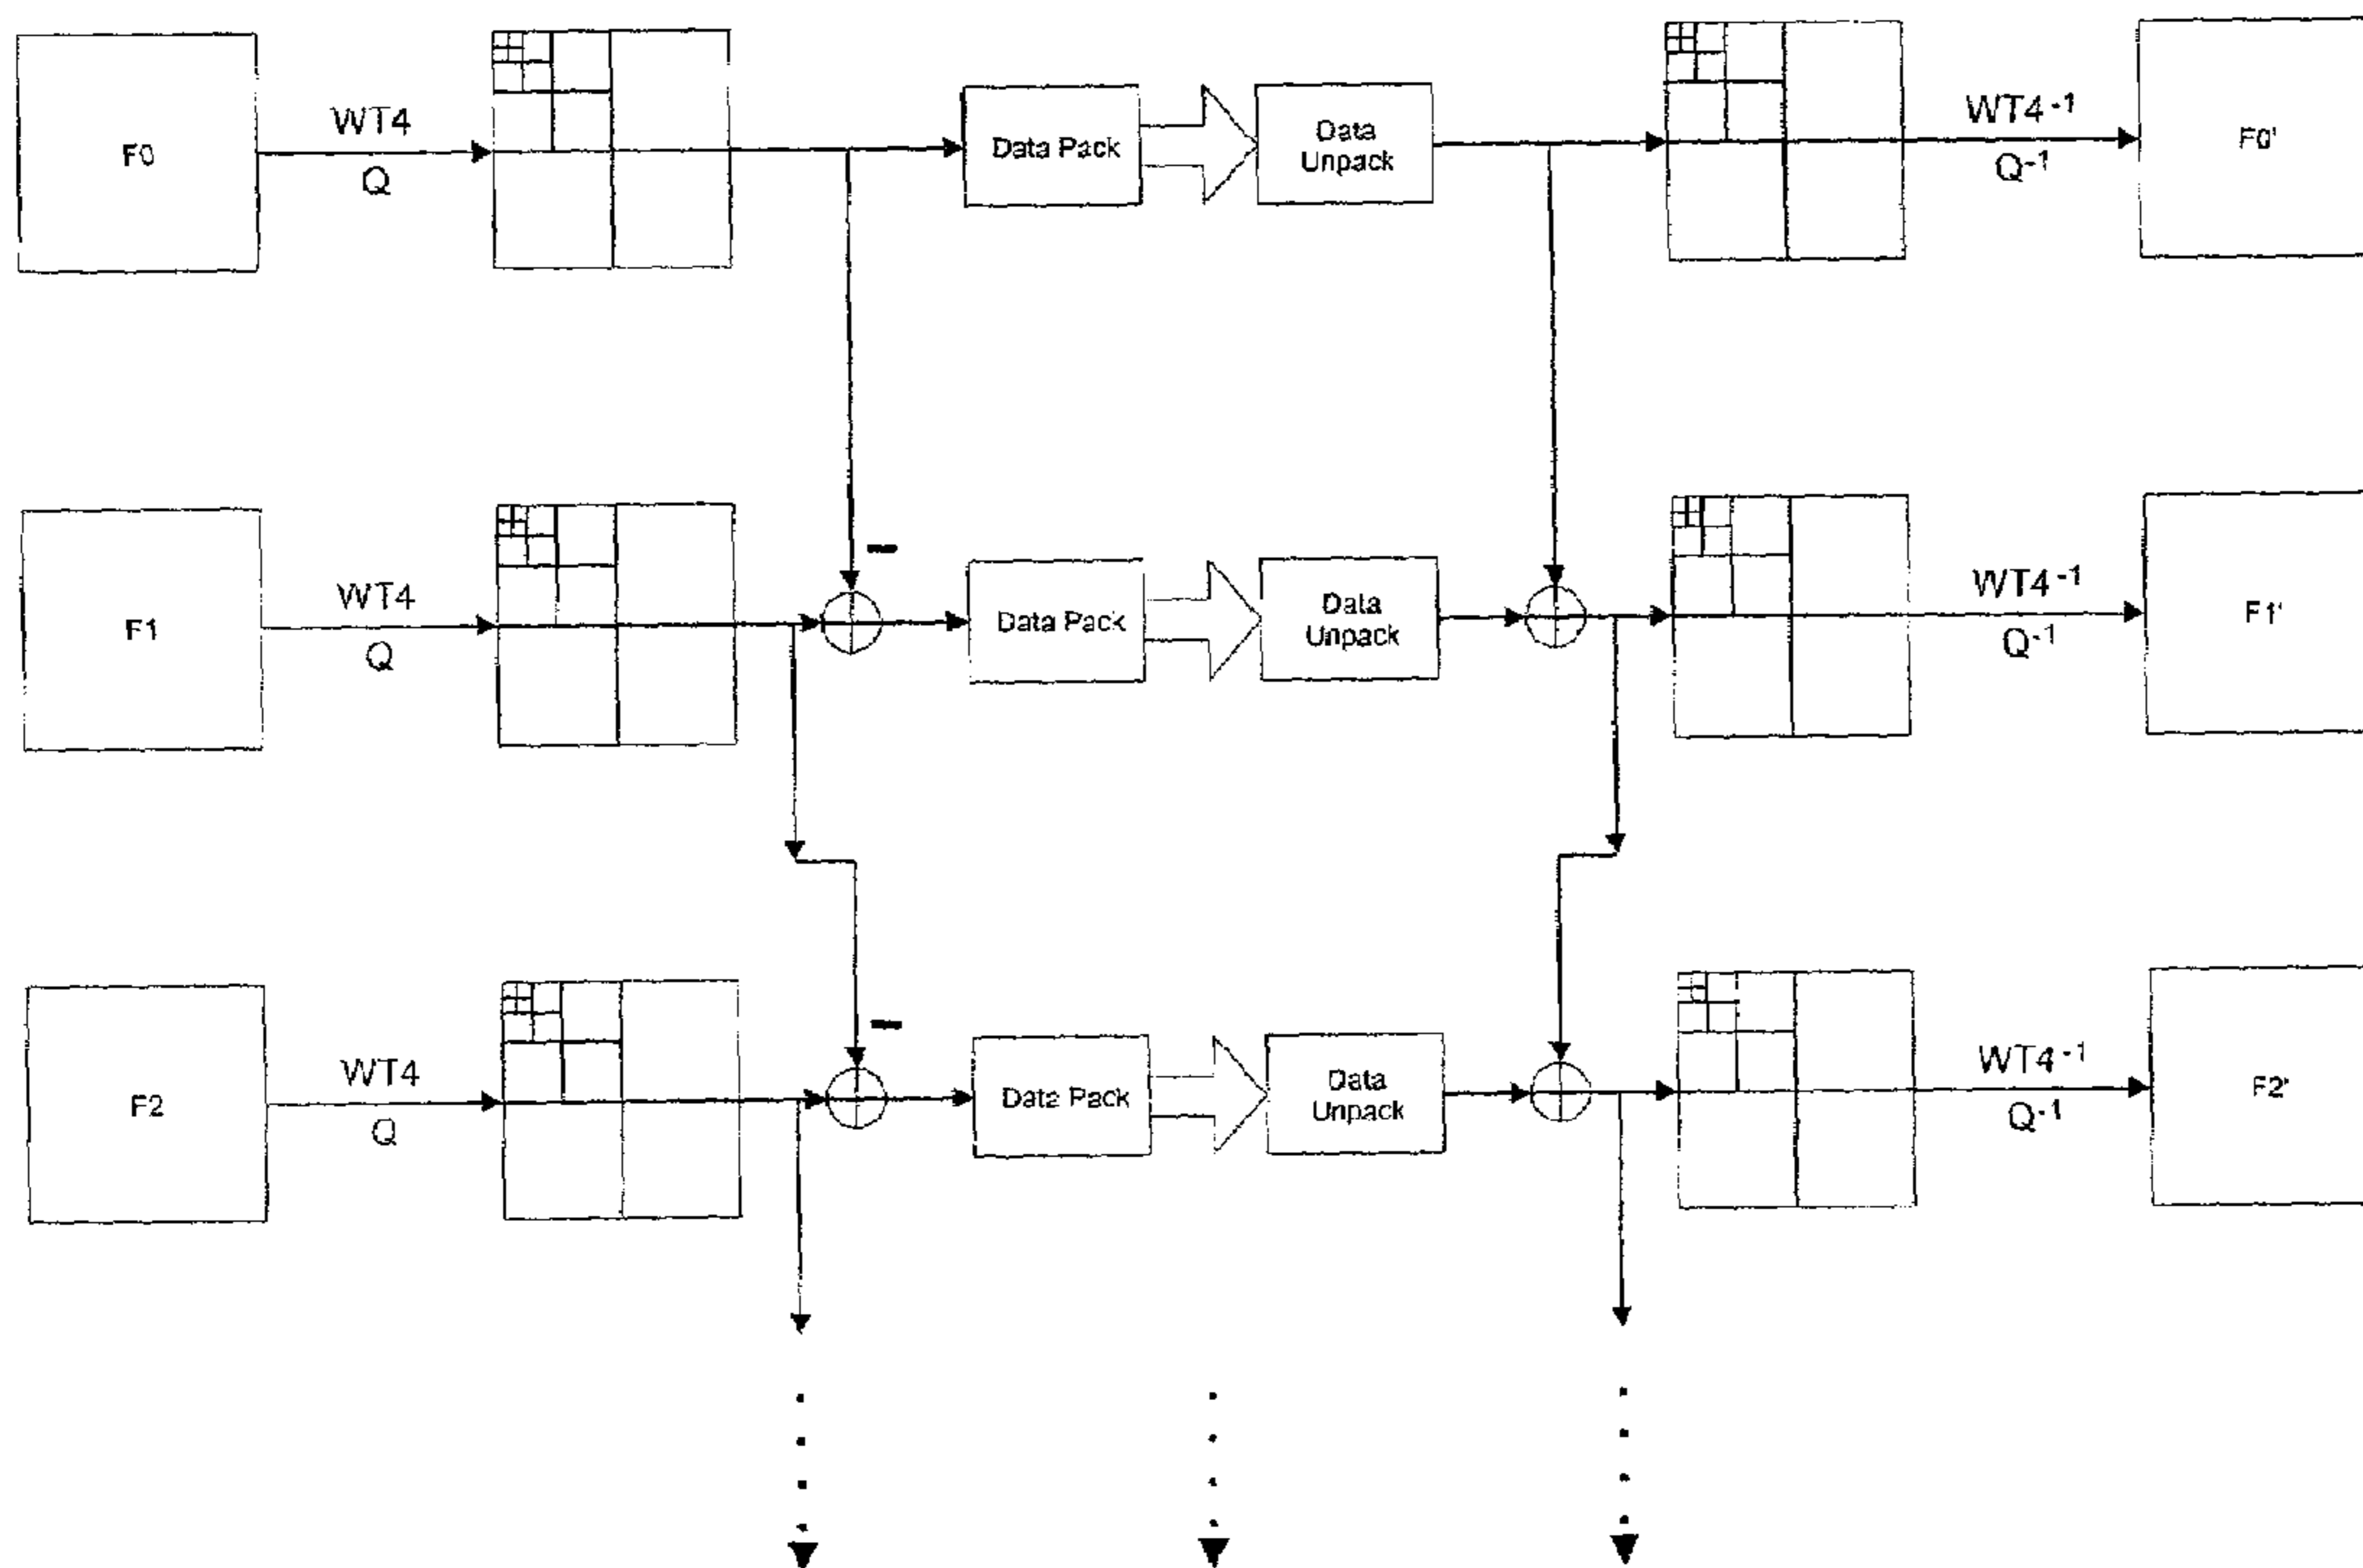 F0
WT4
Q
Data Pack
Data
Unpack
WT4⁻¹
Q⁻¹
F0'
F1
WT4
Q
–
Data Pack
Data
Unpack
WT4⁻¹
Q⁻¹
F1'
F2
WT4
Q
–
Data Pack
Data
Unpack
WT4⁻¹
Q⁻¹
F2'